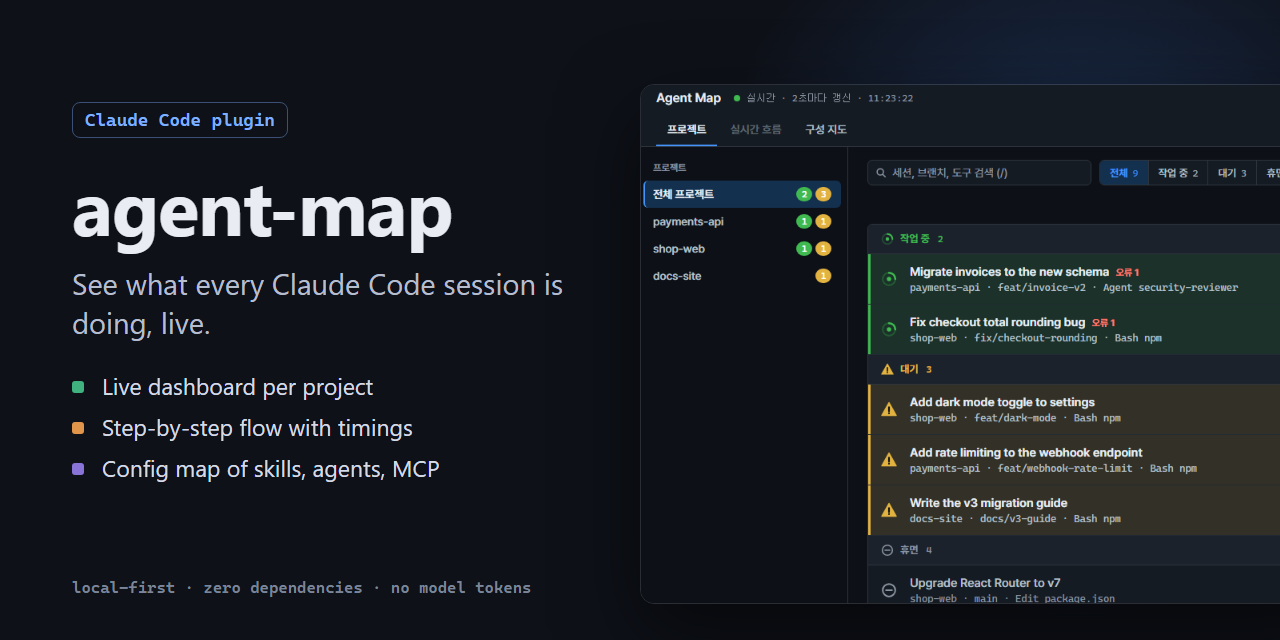 Claude Code plugin
agent-map
See what every Claude Code session is
doing, live.
Live dashboard per project
Step-by-step flow with timings
Config map of skills, agents, MCP
local-first · zero dependencies · no model tokens
Agent Map 실시간 · 2초마다 갱신 · 11:23:22
프로젝트 실시간 흐름 구성 지도
프로젝트
전체 프로젝트 2 3
payments-api 1 1
shop-web 1 1
docs-site 1
세션, 브랜치, 도구 검색 (/)
전체 9 작업 중 2 대기 3 휴면
작업 중 2
Migrate invoices to the new schema 오류 1
payments-api · feat/invoice-v2 · Agent security-reviewer
Fix checkout total rounding bug 오류 1
shop-web · fix/checkout-rounding · Bash npm
대기 3
Add dark mode toggle to settings
shop-web · feat/dark-mode · Bash npm
Add rate limiting to the webhook endpoint
payments-api · feat/webhook-rate-limit · Bash npm
Write the v3 migration guide
docs-site · docs/v3-guide · Bash npm
휴면 4
Upgrade React Router to v7
shop-web · main · Edit package.json